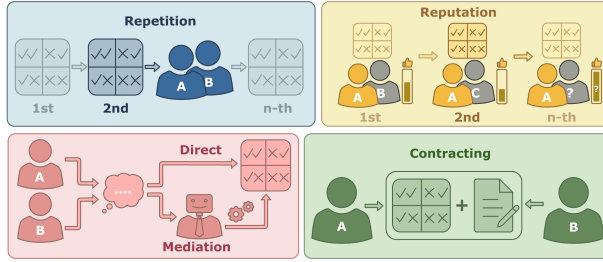 Repetition
A B
1st 2nd n-th
Reputation
A B A C A ? ?
1st 2nd n-th
Direct
A
....
B
Mediation
Contracting
A + B